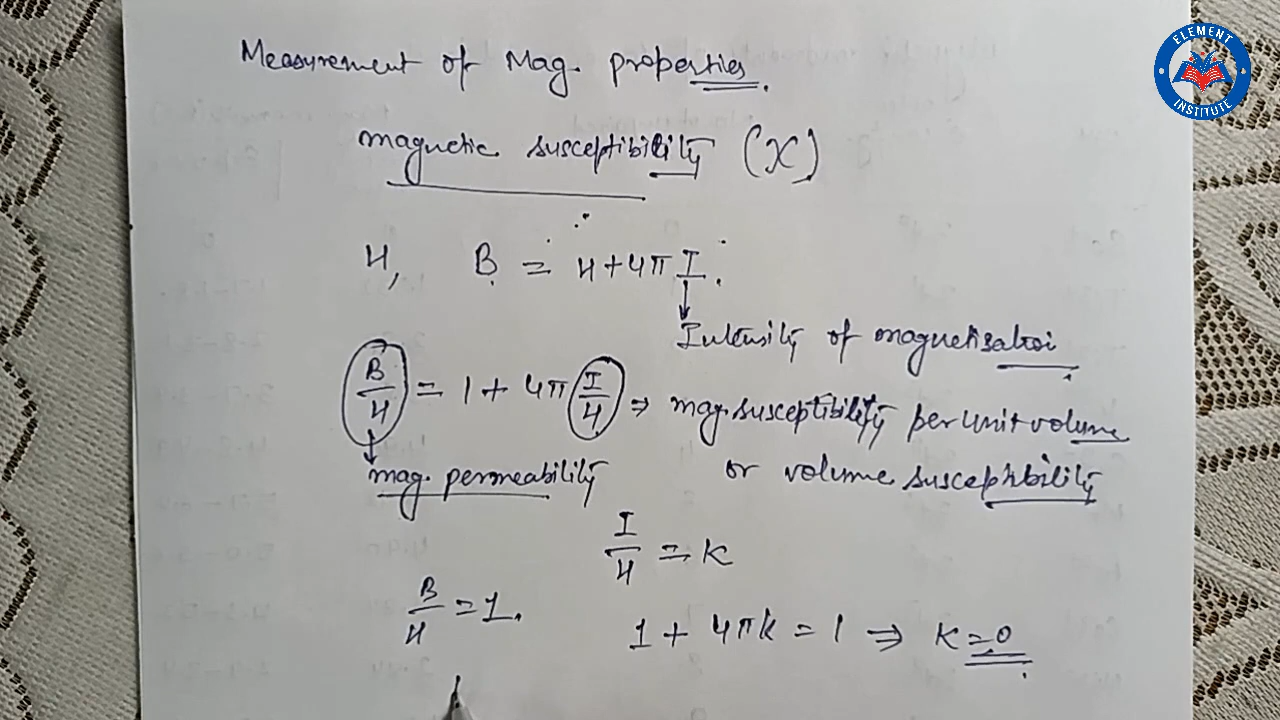 ELEMENT
INSTITUTE
Measurement of Mag. properties.
magnetic susceptibility (χ)
H, B = H + 4π I.
Intensity of magnetisation
B/H = 1 + 4π I/H ⇒ mag. susceptibility per unit volume
mag. permeability or volume susceptibility
I/H = K
B/H = 1. 1 + 4πK = 1 ⇒ K = 0